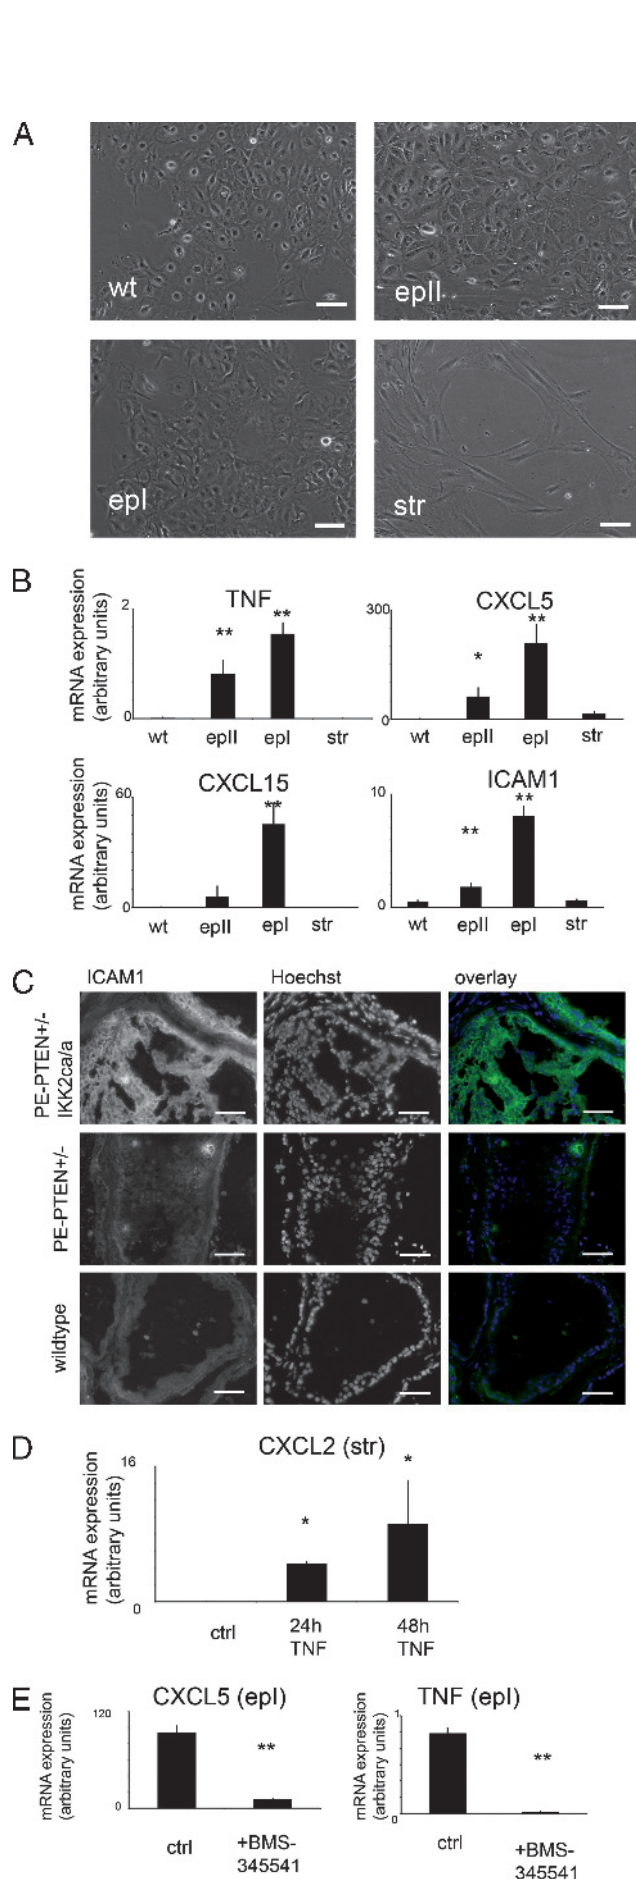 A
wt
epII
epI
str
B
TNF
CXCL5
mRNA expression
(arbitrary units)
2
0
**
**
wt
epII
epI
str
300
0
*
**
wt
epII
epI
str
CXCL15
ICAM1
mRNA expression
(arbitrary units)
60
0
**
wt
epII
epI
str
10
0
**
**
wt
epII
epI
str
C
ICAM1
Hoechst
overlay
PE-PTEN+/-
IKK2ca/a
PE-PTEN+/-
wildtype
D
CXCL2 (str)
mRNA expression
(arbitrary units)
16
0
*
*
ctrl
24h
TNF
48h
TNF
E
CXCL5 (epI)
mRNA expression
(arbitrary units)
120
0
**
ctrl
+BMS-
345541
TNF (epI)
mRNA expression
(arbitrary units)
1
0
**
ctrl
+BMS-
345541